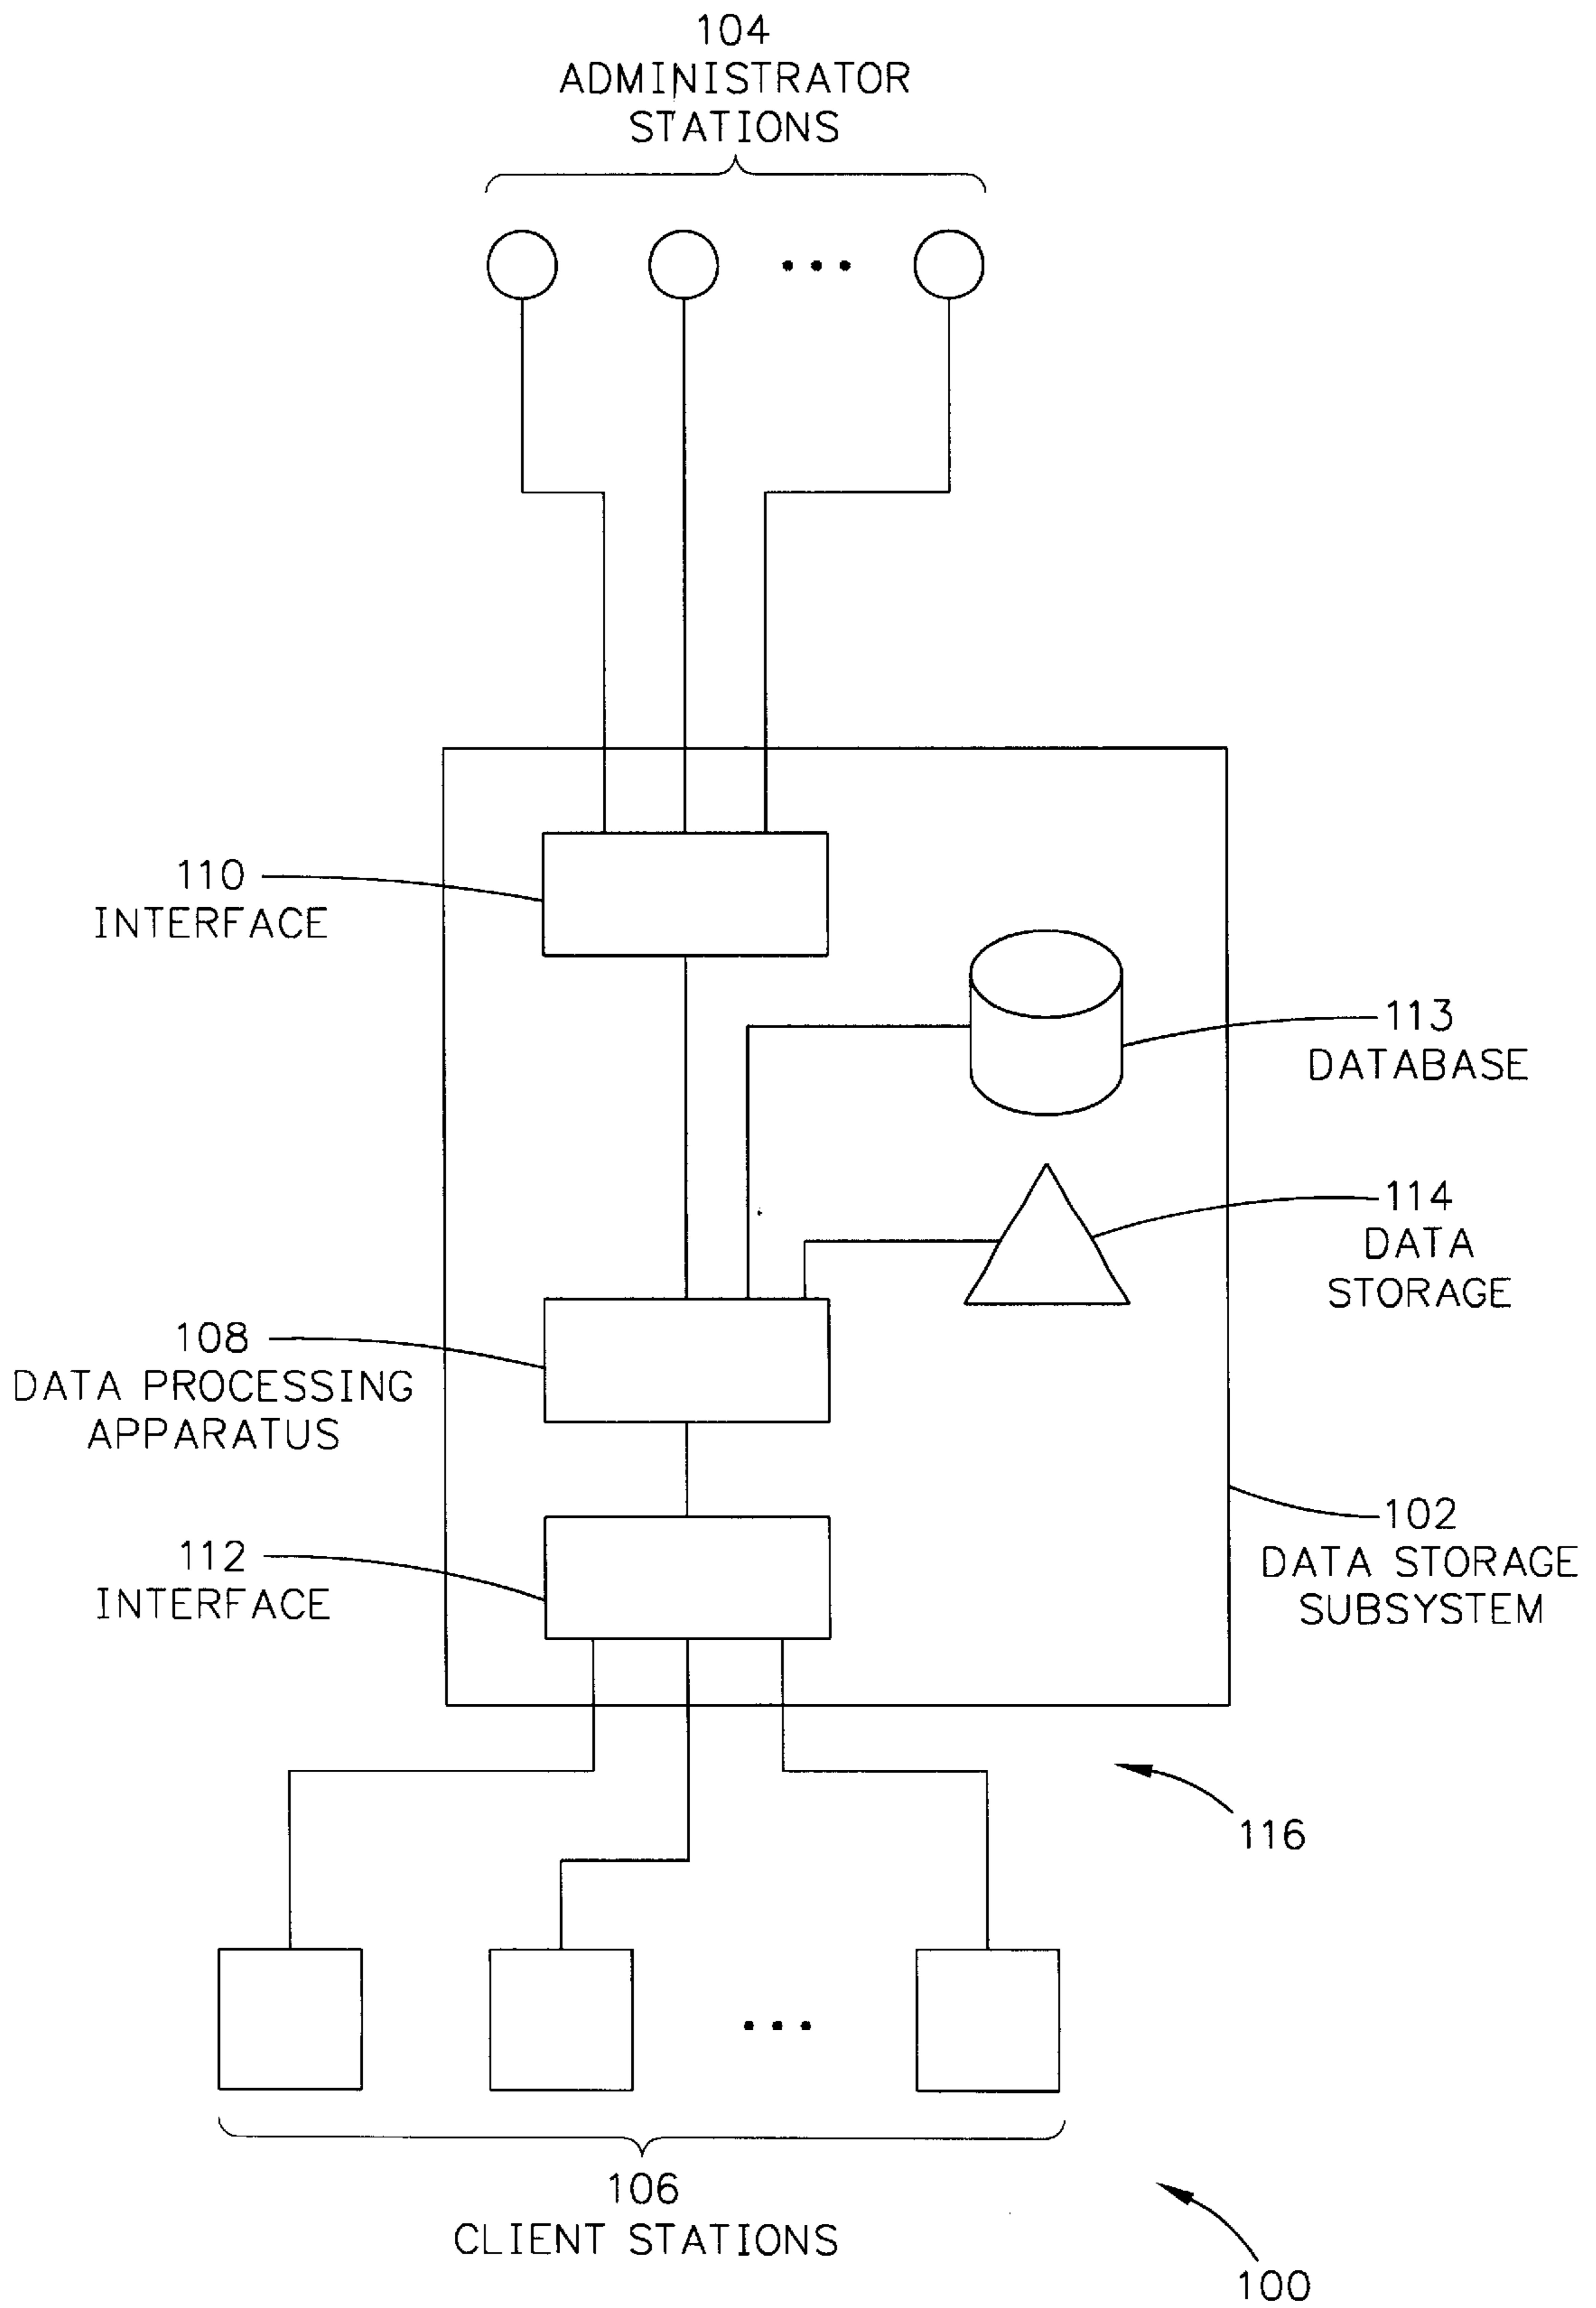 104
ADMINISTRATOR
STATIONS
110
INTERFACE
113
DATABASE
114
DATA
STORAGE
108
DATA PROCESSING
APPARATUS
102
DATA STORAGE
SUBSYSTEM
112
INTERFACE
116
106
CLIENT STATIONS
100